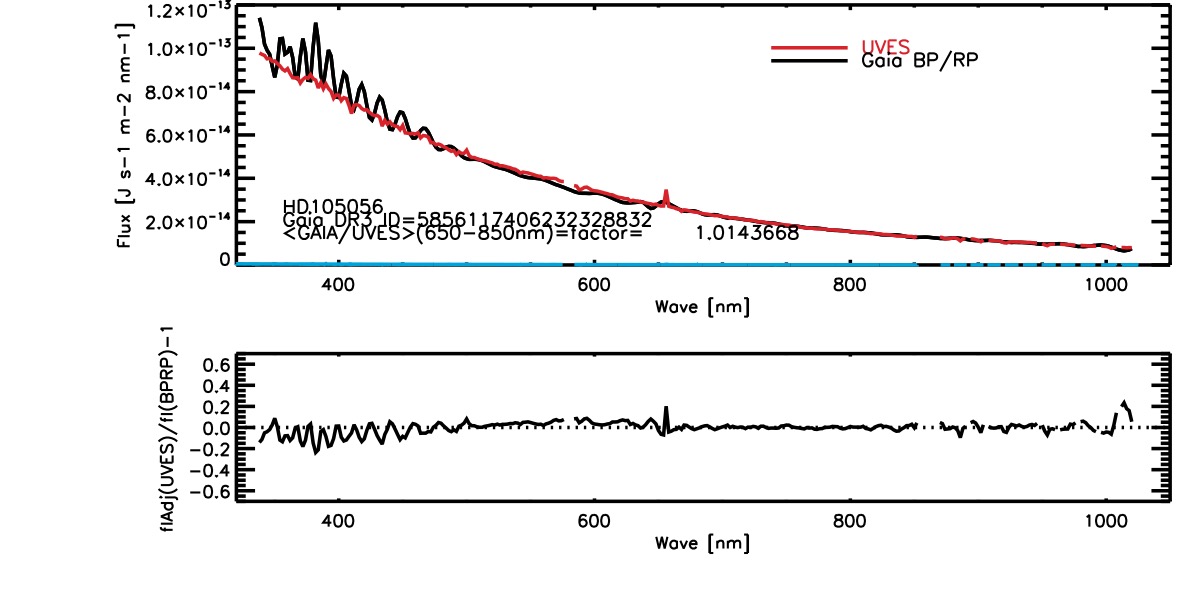 1.2×10⁻¹³
1.0×10⁻¹³
8.0×10⁻¹⁴
6.0×10⁻¹⁴
4.0×10⁻¹⁴
2.0×10⁻¹⁴
0
Flux [J s−1 m−2 nm−1]
UVES
Gaia BP/RP
HD105056
Gaia DR3 ID=5856117406232328832
<GAIA/UVES>(650−850nm)=factor= 1.0143668
400 600 800 1000
Wave [nm]
flAdj(UVES)/fl(BPRP)−1
0.6
0.4
0.2
0.0
−0.2
−0.4
−0.6
400 600 800 1000
Wave [nm]